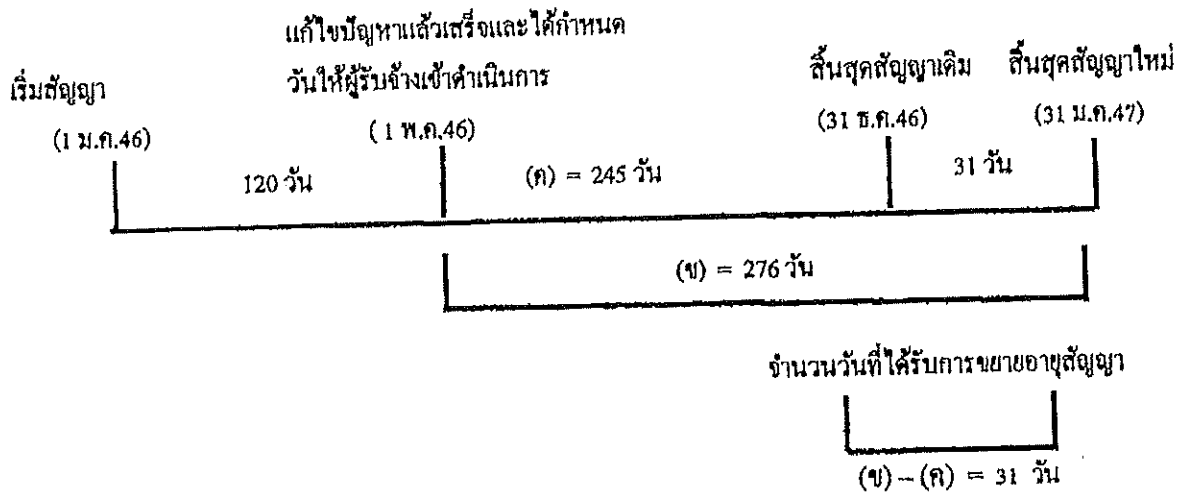 แก้ไขปัญหาแล้วเสร็จและได้กำหนด
วันให้ผู้รับจ้างเข้าดำเนินการ
เริ่มสัญญา
สิ้นสุดสัญญาเดิม สิ้นสุดสัญญาใหม่
(1 ม.ค.46)
(1 พ.ค.46)
(31 ธ.ค.46)
(31 ม.ค.47)
120 วัน
(ค) = 245 วัน
31 วัน
(ข) = 276 วัน
จำนวนวันที่ได้รับการขยายอายุสัญญา
(ข) – (ค) = 31 วัน